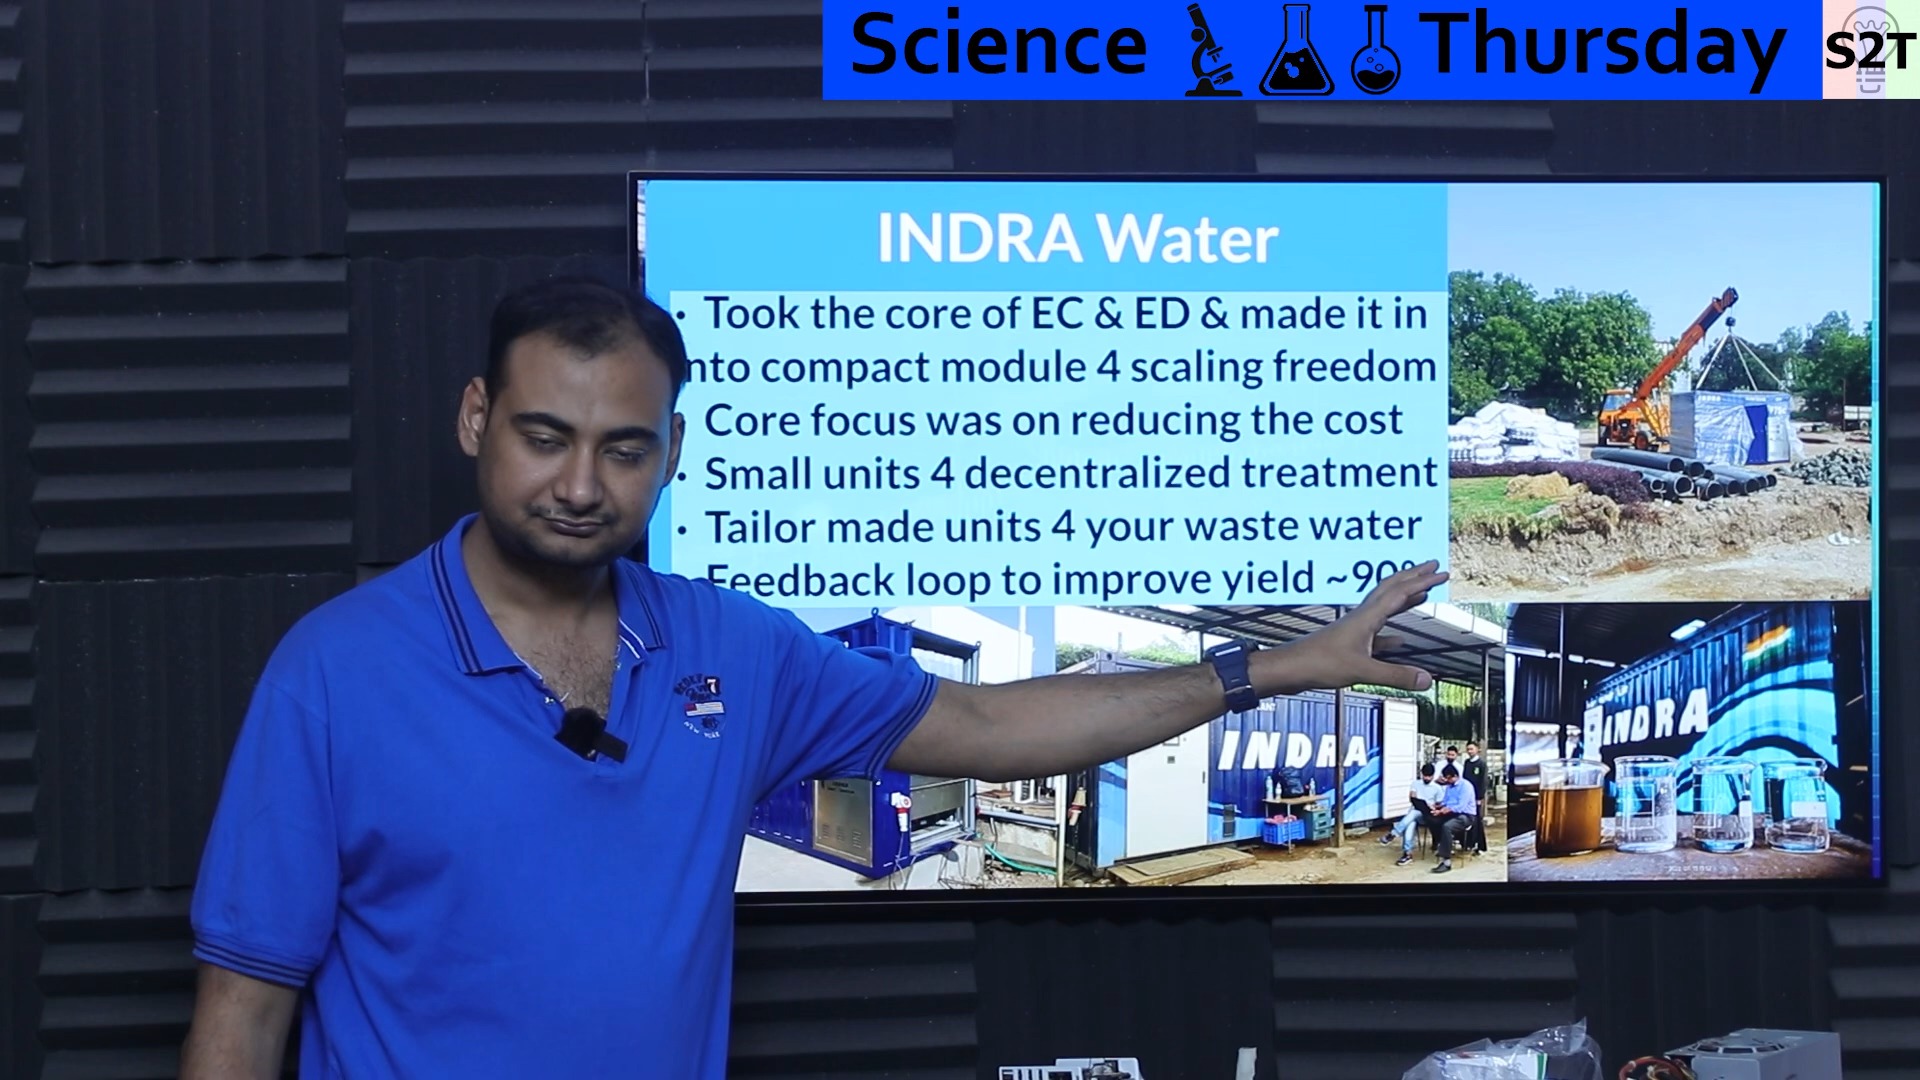 Science Thursday
S2T
INDRA Water
• Took the core of EC & ED & made it in
nto compact module 4 scaling freedom
Core focus was on reducing the cost
• Small units 4 decentralized treatment
• Tailor made units 4 your waste water
Feedback loop to improve yield ~90%
INDRA
INDRA
7